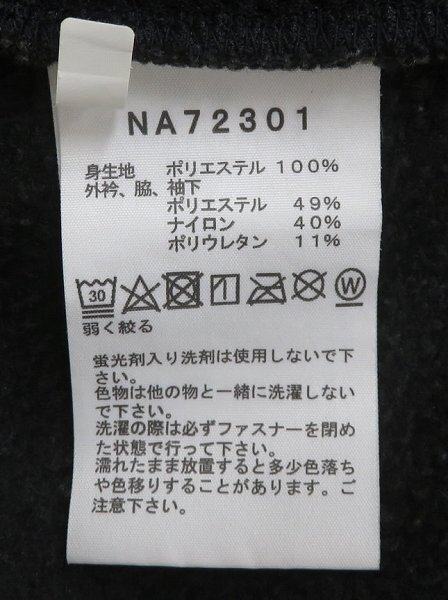 NA72301
身生地　ポリエステル 100%
外衿、脇、袖下
ポリエステル　49%
ナイロン　40%
ポリウレタン　11%
30 W
弱く絞る
蛍光剤入り洗剤は使用しないで下
さい。
色物は他の物と一緒に洗濯しない
で下さい。
洗濯の際は必ずファスナーを閉め
た状態で行って下さい。
濡れたまま放置すると多少色落ち
や色移りすることがあります。ご
注意下さい。